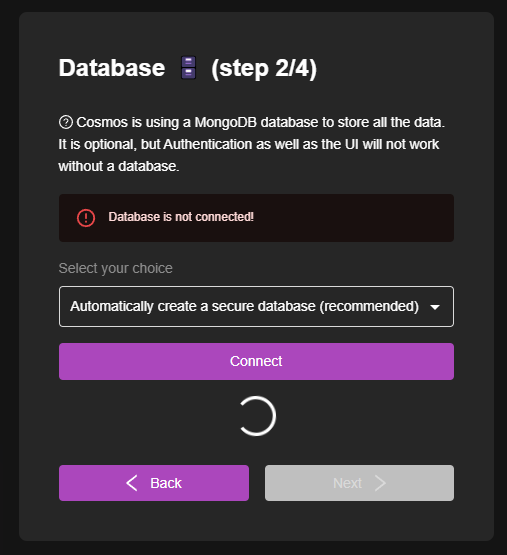 Database (step 2/4)
Cosmos is using a MongoDB database to store all the data.
It is optional, but Authentication as well as the UI will not work
without a database.
Database is not connected!
Select your choice
Automatically create a secure database (recommended)
Connect
Back
Next